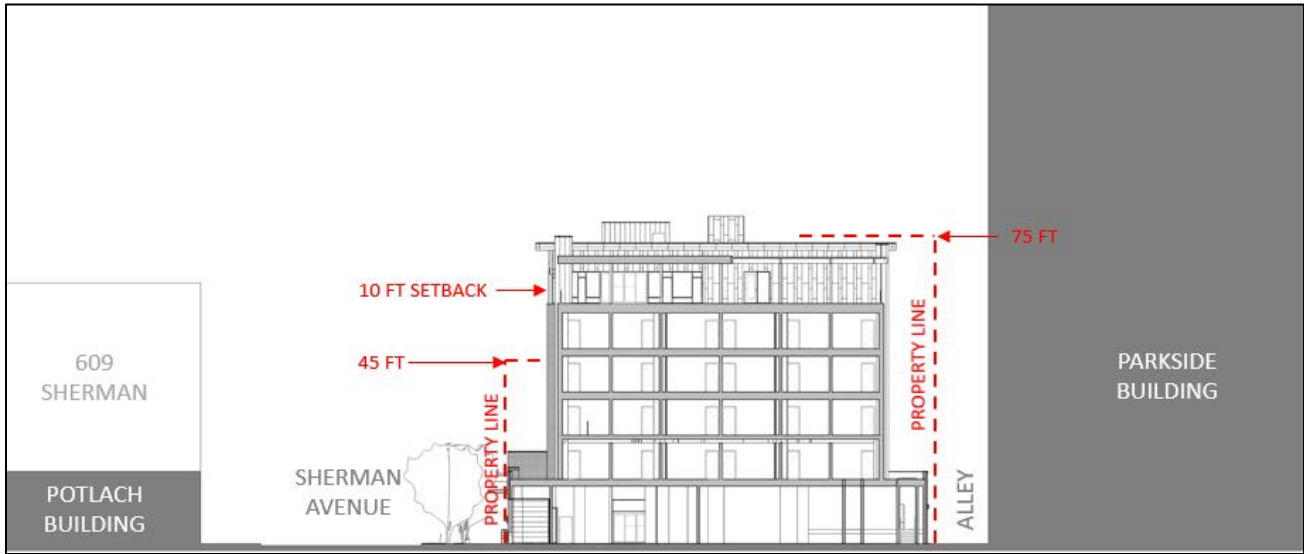 75 FT
10 FT SETBACK
45 FT
609
SHERMAN
PROPERTY LINE
PROPERTY LINE
PARKSIDE
BUILDING
SHERMAN
AVENUE
POTLACH
BUILDING
ALLEY